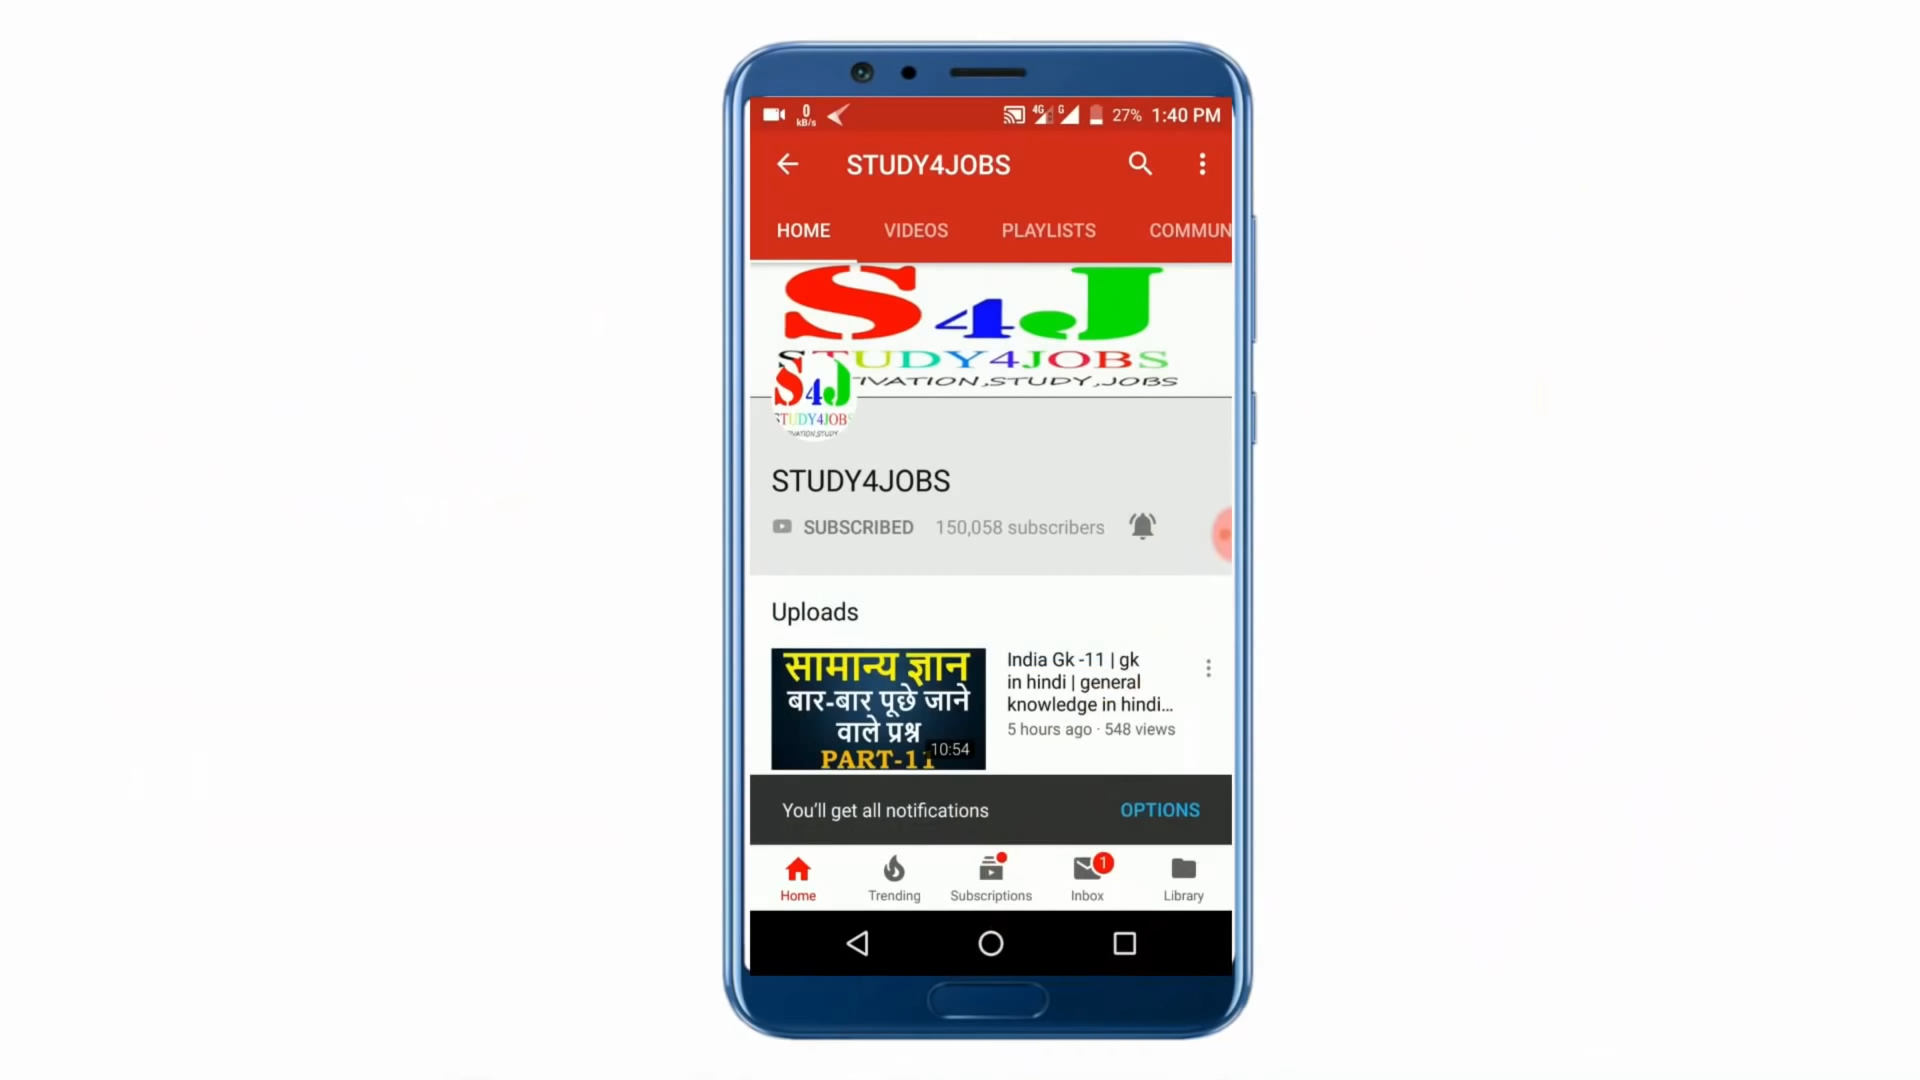 0
kB/s
4G
G
27% 1:40 PM
STUDY4JOBS
HOME VIDEOS PLAYLISTS COMMUN
S4J
STUDY4JOBS
IVATION,STUDY,JOBS
S4J
STUDY4JOBS
STUDY4JOBS
SUBSCRIBED 150,058 subscribers
Uploads
सामान्य ज्ञान
बार-बार पूछे जाने
वाले प्रश्न
PART-11
10:54
India Gk -11 | gk
in hindi | general
knowledge in hindi...
5 hours ago · 548 views
You'll get all notifications OPTIONS
1
Home Trending Subscriptions Inbox Library